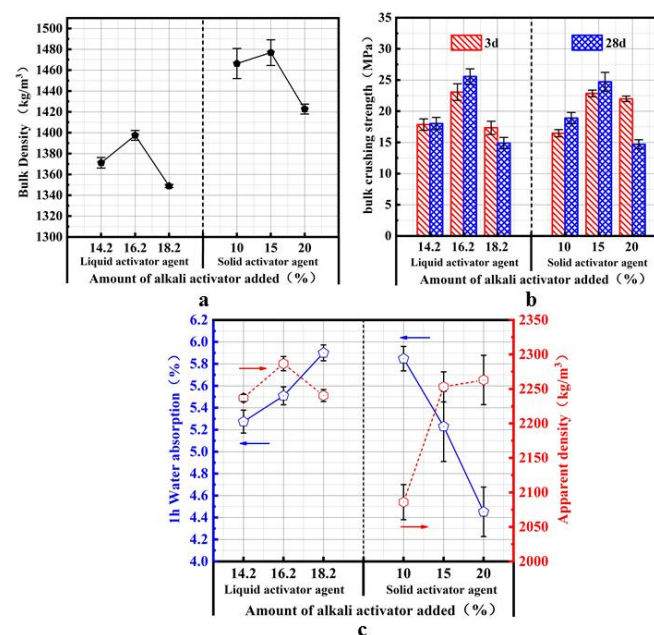 1500
1480
1460
1440
1420
1400
1380
1360
1340
1320
1300
Bulk Density（kg/m³）
14.2 16.2 18.2 10 15 20
Liquid activator agent Solid activator agent
Amount of alkali activator added（%）
a
3d 28d
35
30
25
20
15
10
5
0
bulk crushing strength（MPa）
14.2 16.2 18.2 10 15 20
Liquid activator agent Solid activator agent
Amount of alkali activator added（%）
b
6.2
6.0
5.8
5.6
5.4
5.2
5.0
4.8
4.6
4.4
4.2
4.0
1h Water absorption（%）
2350
2300
2250
2200
2150
2100
2050
2000
Apparent density（kg/m³）
14.2 16.2 18.2 10 15 20
Liquid activator agent Solid activator agent
Amount of alkali activator added（%）
c